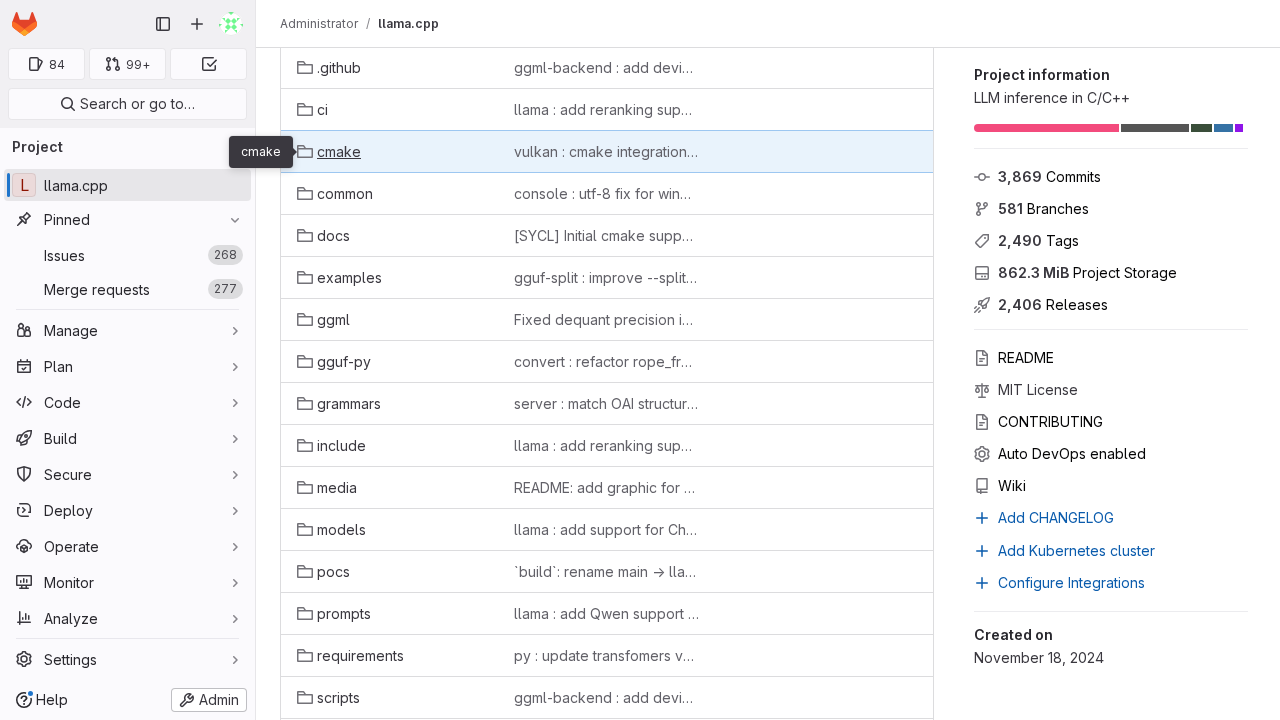 84
99+
Search or go to…
Project
L
llama.cpp
Pinned
Issues
268
Merge requests
277
Manage
Plan
Code
Build
Secure
Deploy
Operate
Monitor
Analyze
Settings
Help
Admin
Administrator / llama.cpp
cmake
.github
ggml-backend : add devi…
ci
llama : add reranking sup…
cmake
vulkan : cmake integration…
common
console : utf-8 fix for win…
docs
[SYCL] Initial cmake supp…
examples
gguf-split : improve --split…
ggml
Fixed dequant precision i…
gguf-py
convert : refactor rope_fr…
grammars
server : match OAI structur…
include
llama : add reranking sup…
media
README: add graphic for …
models
llama : add support for Ch…
pocs
`build`: rename main → lla…
prompts
llama : add Qwen support …
requirements
py : update transfomers v…
scripts
ggml-backend : add devi…
Project information
LLM inference in C/C++
3,869 Commits
581 Branches
2,490 Tags
862.3 MiB Project Storage
2,406 Releases
README
MIT License
CONTRIBUTING
Auto DevOps enabled
Wiki
Add CHANGELOG
Add Kubernetes cluster
Configure Integrations
Created on
November 18, 2024